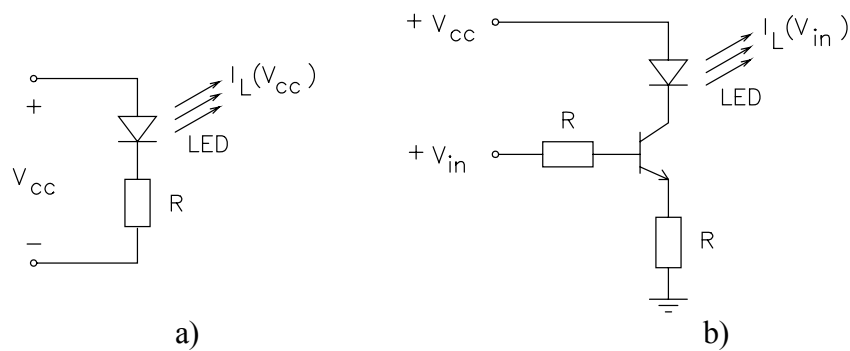 +
V_cc
−
I_L(V_cc)
LED
R
a)
+ V_cc
+ V_in
R
I_L(V_in)
LED
R
b)